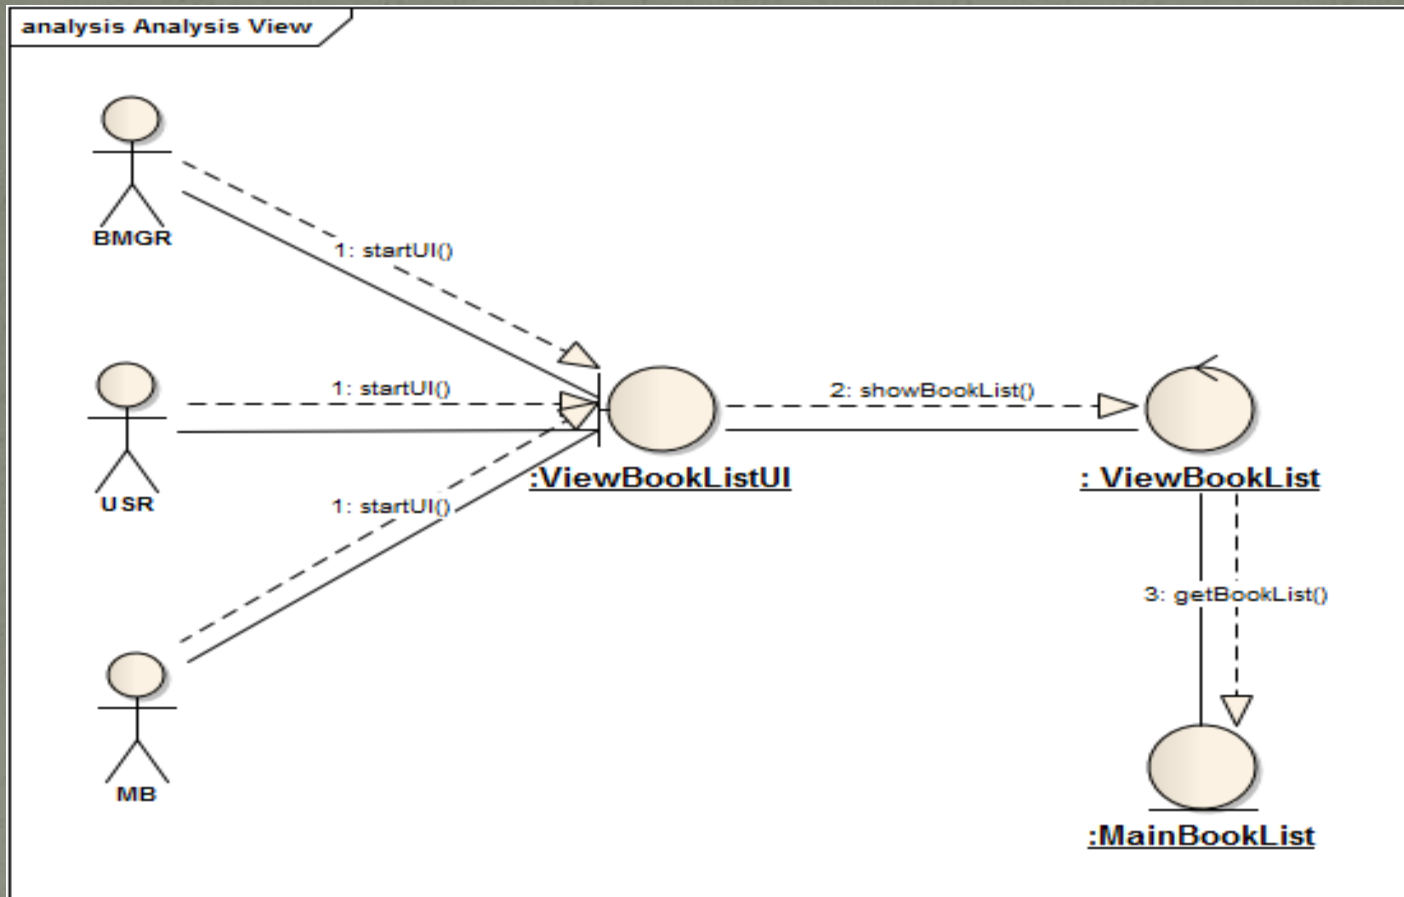 analysis Analysis View
BMGR
1: startUI()
USR
1: startUI()
:ViewBookListUI
2: showBookList()
: ViewBookList
1: startUI()
MB
3: getBookList()
:MainBookList